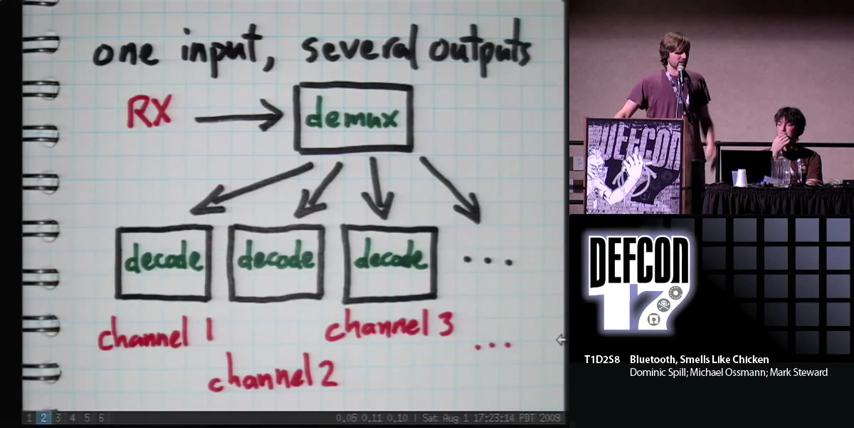 one input, several outputs
RX
demux
decode decode decode ...
channel 1
channel 3
channel 2
...
1 2 3 4 5 6
0.05 0.11 0.10 | Sat Aug 1 17:23:14 PDT 2009
DEFCON
DEFCON
17
T1D2S8 Bluetooth, Smells Like Chicken
Dominic Spill; Michael Ossmann; Mark Steward